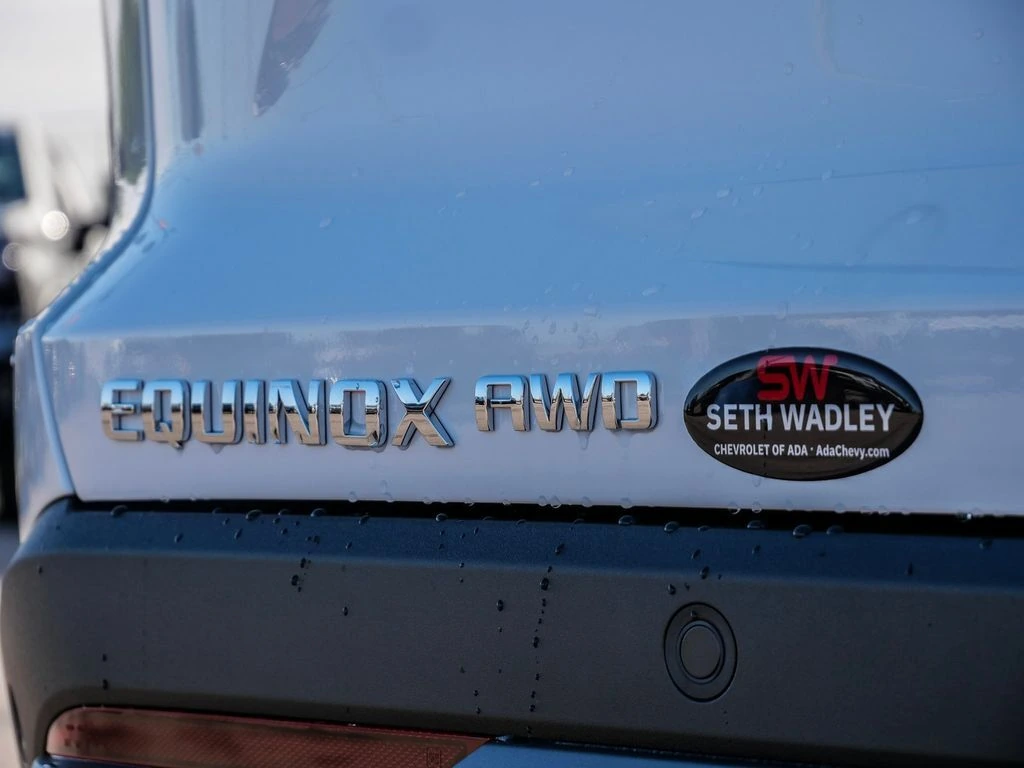 EQUINOX AWD
SW
SETH WADLEY
CHEVROLET OF ADA · AdaChevy.com